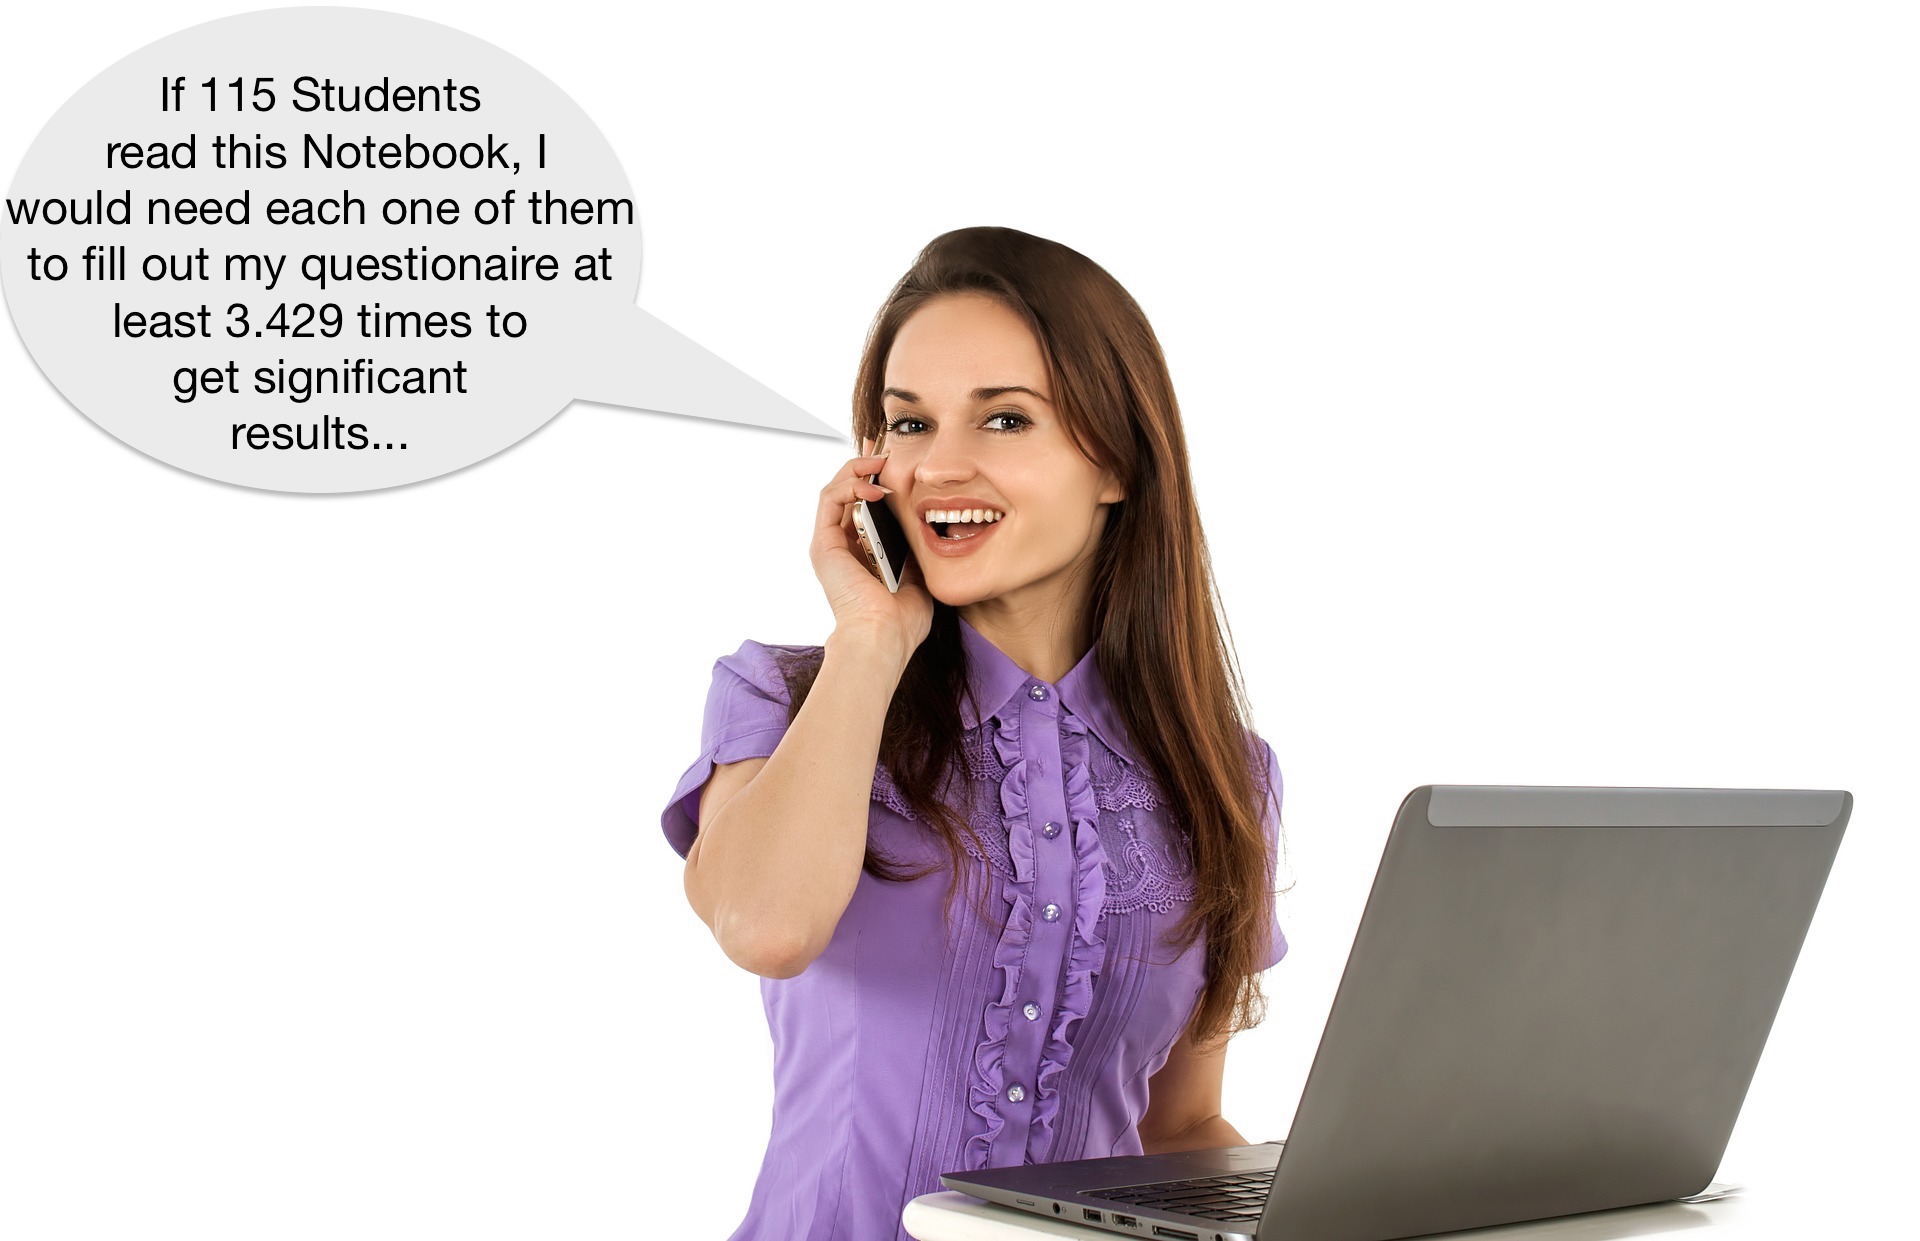 If 115 Students
read this Notebook, I
would need each one of them
to fill out my questionaire at
least 3.429 times to
get significant
results...